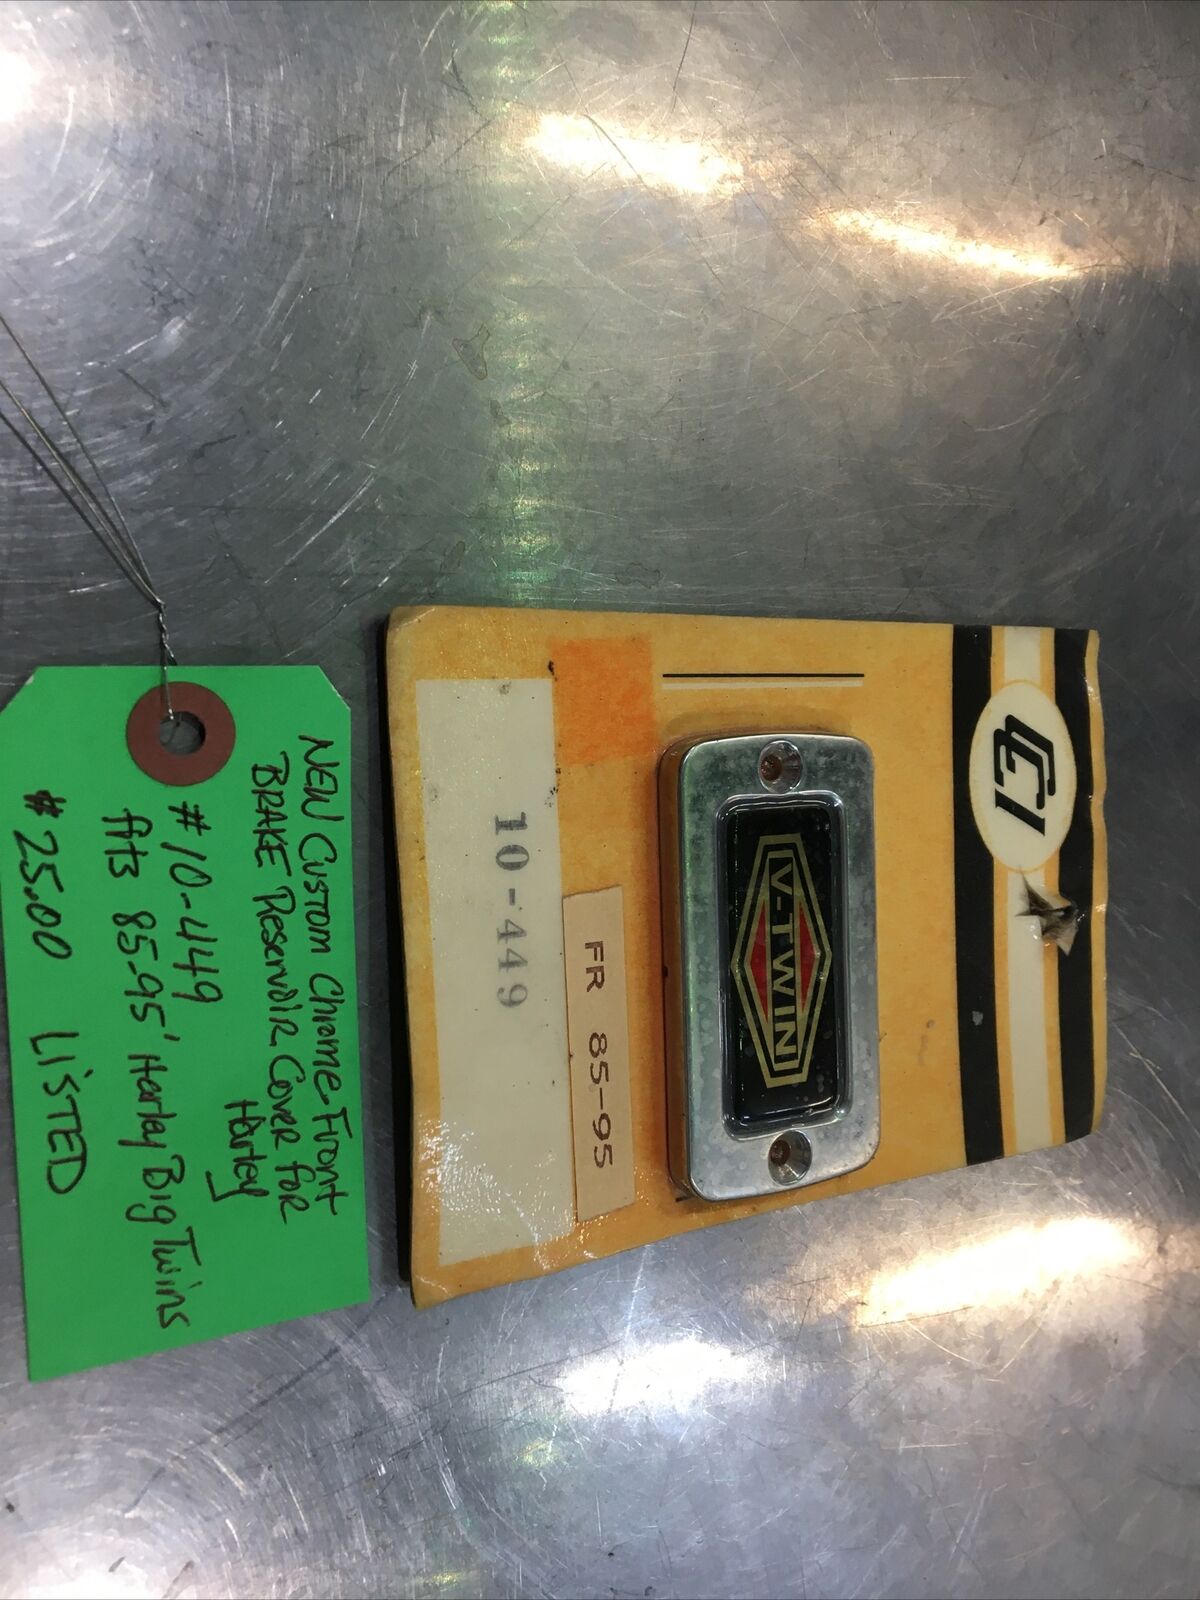 CCI
V-TWIN
FR 85-95
10-449
NEW Custom Chrome Front
BRAKE Reservoir Cover for
Harley
#10-449
fits 85-95' Harley Big Twins
$25.00 LISTED